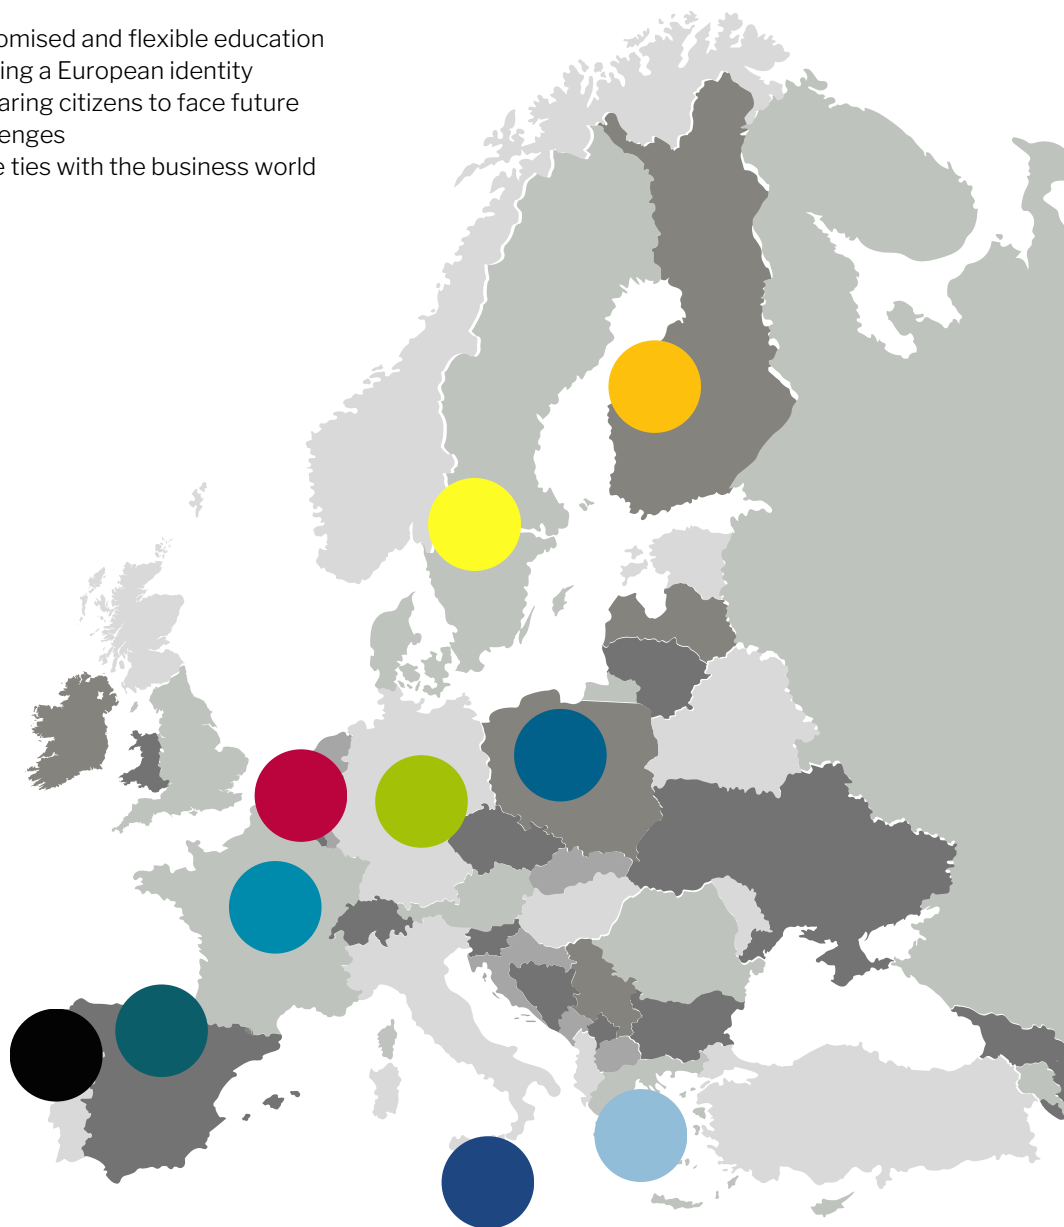 omised and flexible education
ing a European identity
aring citizens to face future
enges
e ties with the business world